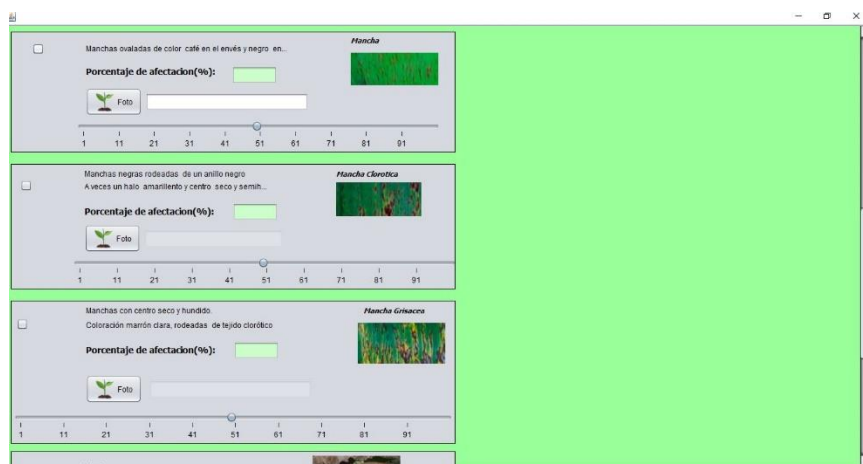 Manchas ovaladas de color café en el envés y negro en...
Mancha
Porcentaje de afectacion(%):
Foto
1 11 21 31 41 51 61 71 81 91
Manchas negras rodeadas de un anillo negro
Mancha Clorotica
A veces un halo amarillento y centro seco y semih...
Porcentaje de afectacion(%):
Foto
1 11 21 31 41 51 61 71 81 91
Manchas con centro seco y hundido.
Mancha Grisacea
Coloración marrón clara, rodeadas de tejido clorótico
Porcentaje de afectacion(%):
Foto
1 11 21 31 41 51 61 71 81 91